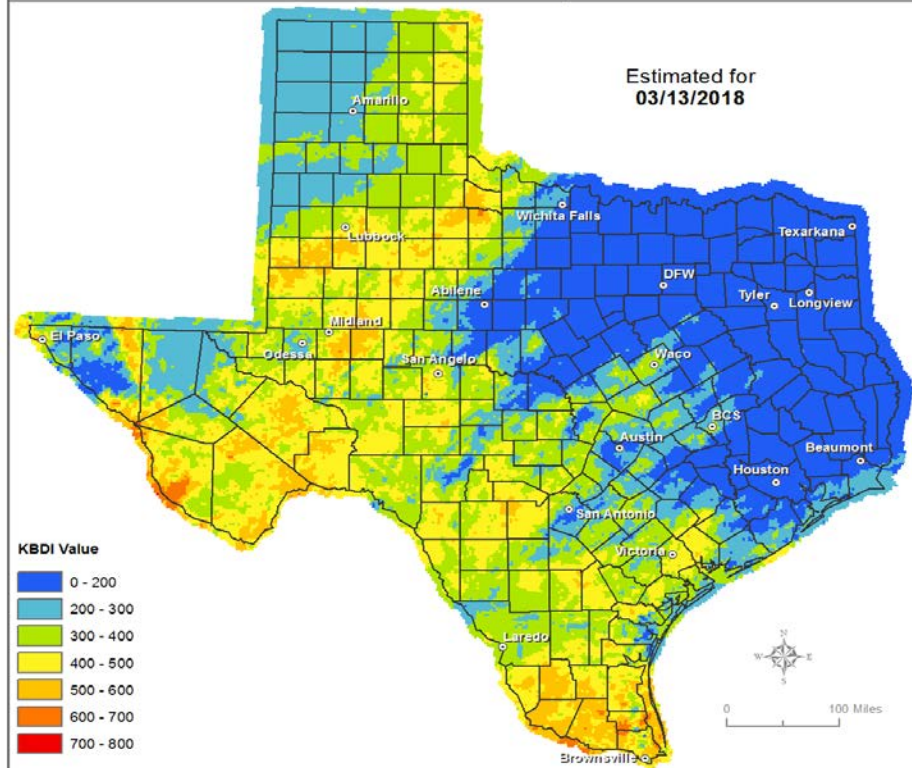 Estimated for
03/13/2018
Amarillo
Wichita Falls
Lubbock
Texarkana
DFW
Abilene
Tyler
Longview
El Paso
Midland
Odessa
San Angelo
Waco
BCS
Austin
Beaumont
Houston
San Antonio
Victoria
Laredo
Brownsville
KBDI Value
0 - 200
200 - 300
300 - 400
400 - 500
500 - 600
600 - 700
700 - 800
N
W E
S
0 100 Miles